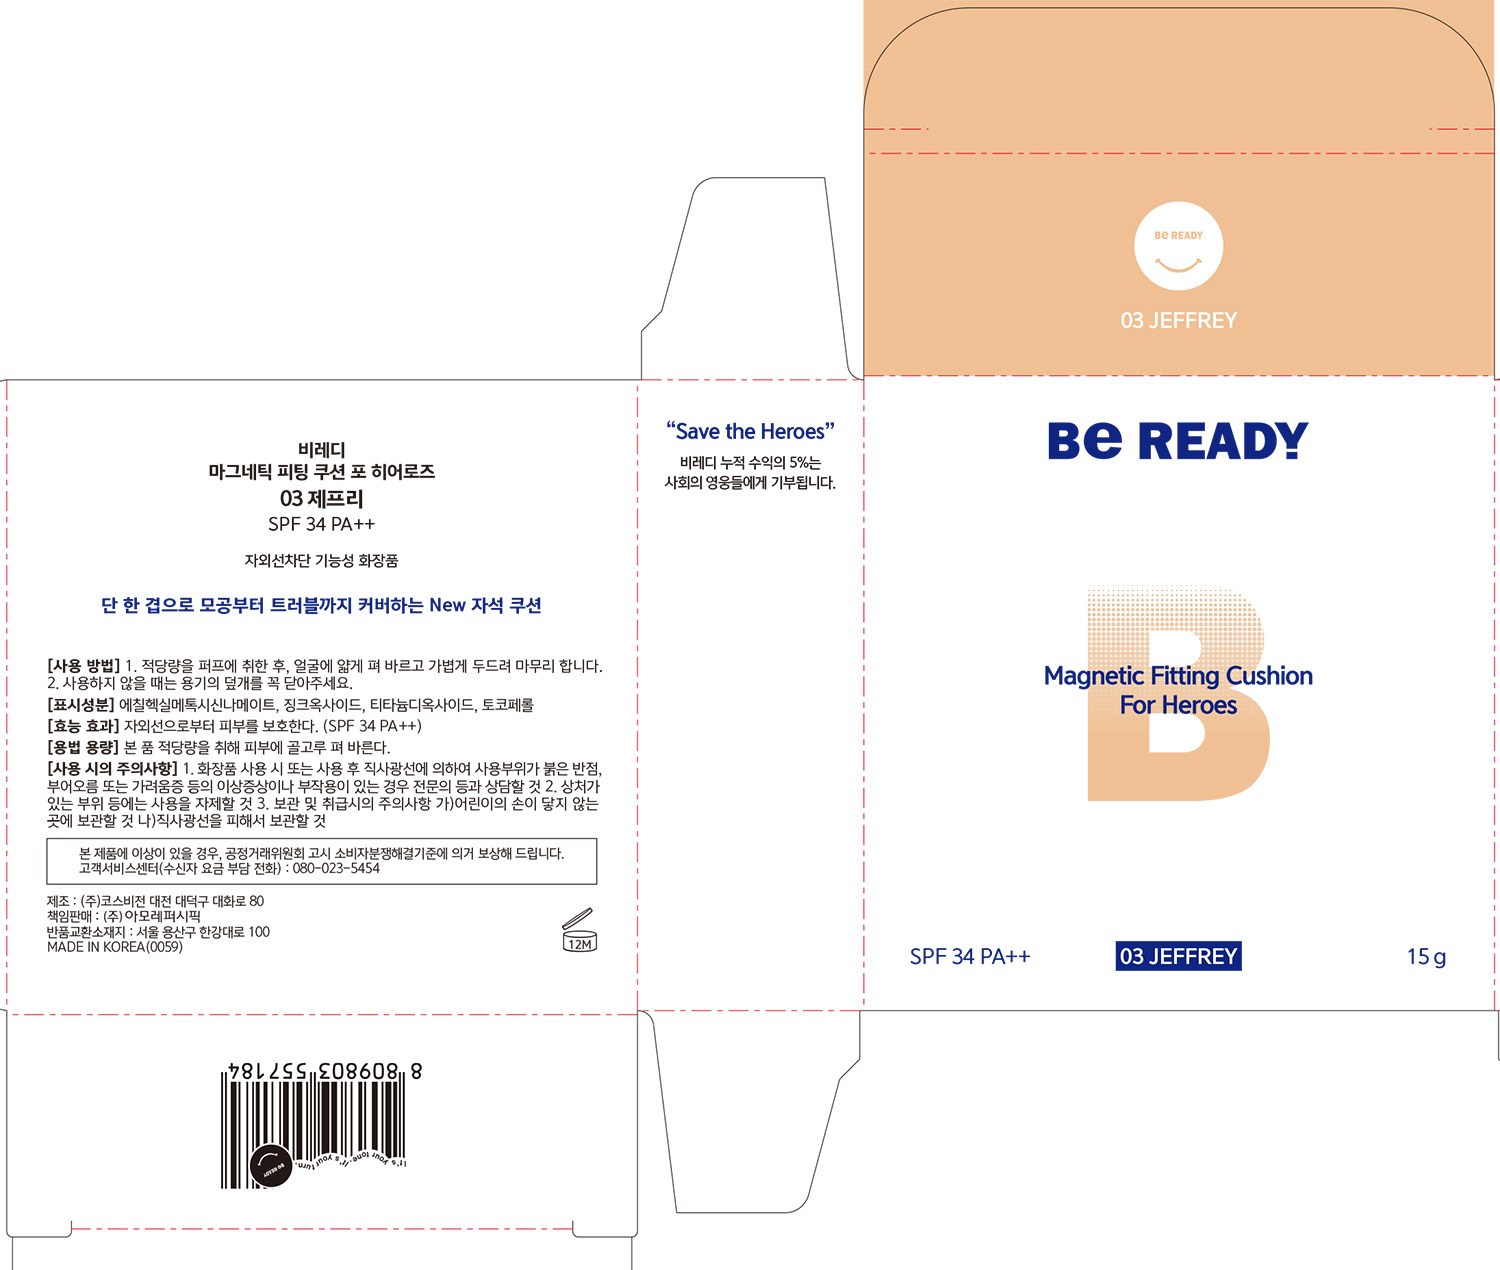 BE READY
03 JEFFREY
비레디
마그네틱 피팅 쿠션 포 히어로즈
03 제프리
SPF 34 PA++
자외선차단 기능성 화장품
단 한 겹으로 모공부터 트러블까지 커버하는 New 자석 쿠션
[사용 방법] 1. 적당량을 퍼프에 취한 후, 얼굴에 얇게 펴 바르고 가볍게 두드려 마무리 합니다.
2. 사용하지 않을 때는 용기의 덮개를 꼭 닫아주세요.
[표시성분] 에칠헥실메톡시신나메이트, 징크옥사이드, 티타늄디옥사이드, 토코페롤
[효능 효과] 자외선으로부터 피부를 보호한다. (SPF 34 PA++)
[용법 용량] 본 품 적당량을 취해 피부에 골고루 펴 바른다.
[사용 시의 주의사항] 1. 화장품 사용 시 또는 사용 후 직사광선에 의하여 사용부위가 붉은 반점,
부어오름 또는 가려움증 등의 이상증상이나 부작용이 있는 경우 전문의 등과 상담할 것 2. 상처가
있는 부위 등에는 사용을 자제할 것 3. 보관 및 취급시의 주의사항 가)어린이의 손이 닿지 않는
곳에 보관할 것 나)직사광선을 피해서 보관할 것
본 제품에 이상이 있을 경우, 공정거래위원회 고시 소비자분쟁해결기준에 의거 보상해 드립니다.
고객서비스센터(수신자 요금 부담 전화) : 080-023-5454
제조 : (주)코스비전 대전 대덕구 대화로 80
책임판매 : (주)아모레퍼시픽
반품교환소재지 : 서울 용산구 한강대로 100
MADE IN KOREA(0059)
12M
“Save the Heroes”
비레디 누적 수익의 5%는
사회의 영웅들에게 기부됩니다.
Be READY
B
Magnetic Fitting Cushion
For Heroes
SPF 34 PA++
03 JEFFREY
15 g
8 809803 557184
It's your tone. It's your turn.
BE READY